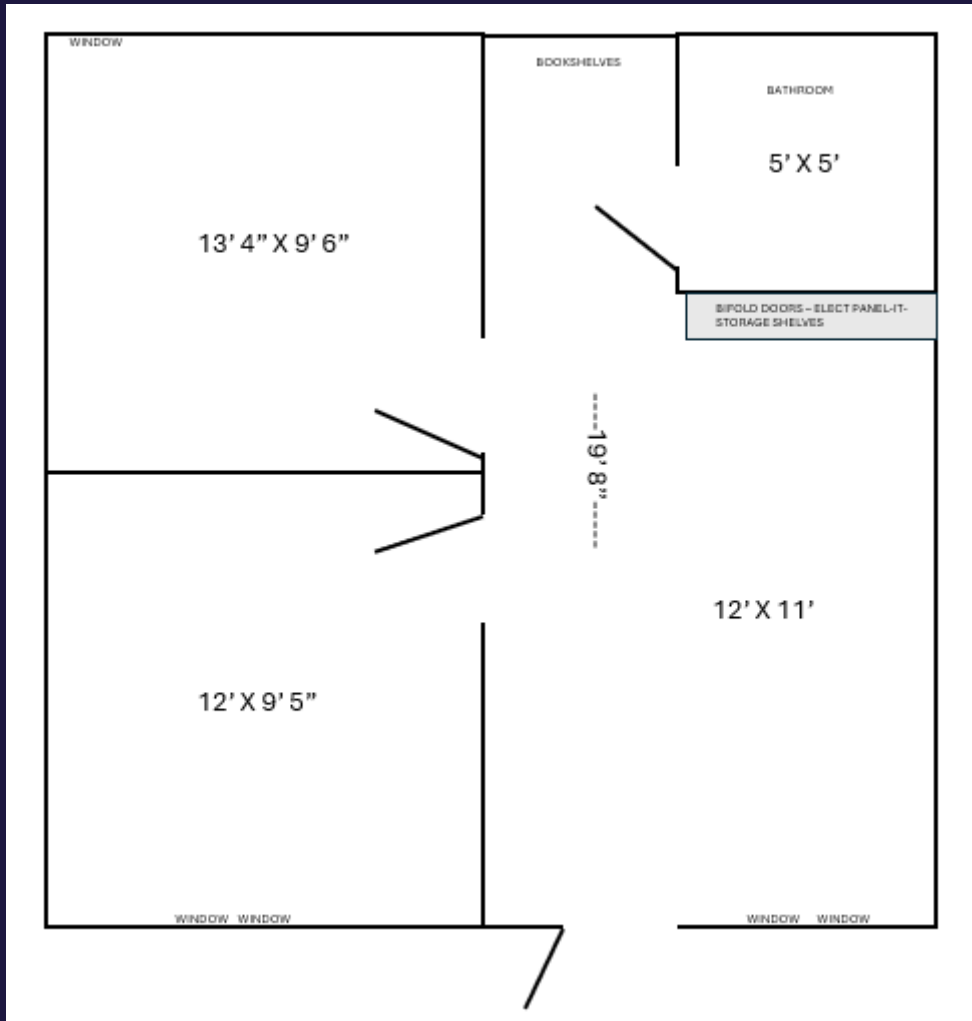 WINDOW
BOOKSHELVES
BATHROOM
5’ X 5’
13’ 4” X 9’ 6”
BIFOLD DOORS – ELECT PANEL-IT-
STORAGE SHELVES
-----19’ 8”------
12’ X 11’
12’ X 9’ 5”
WINDOW WINDOW
WINDOW WINDOW